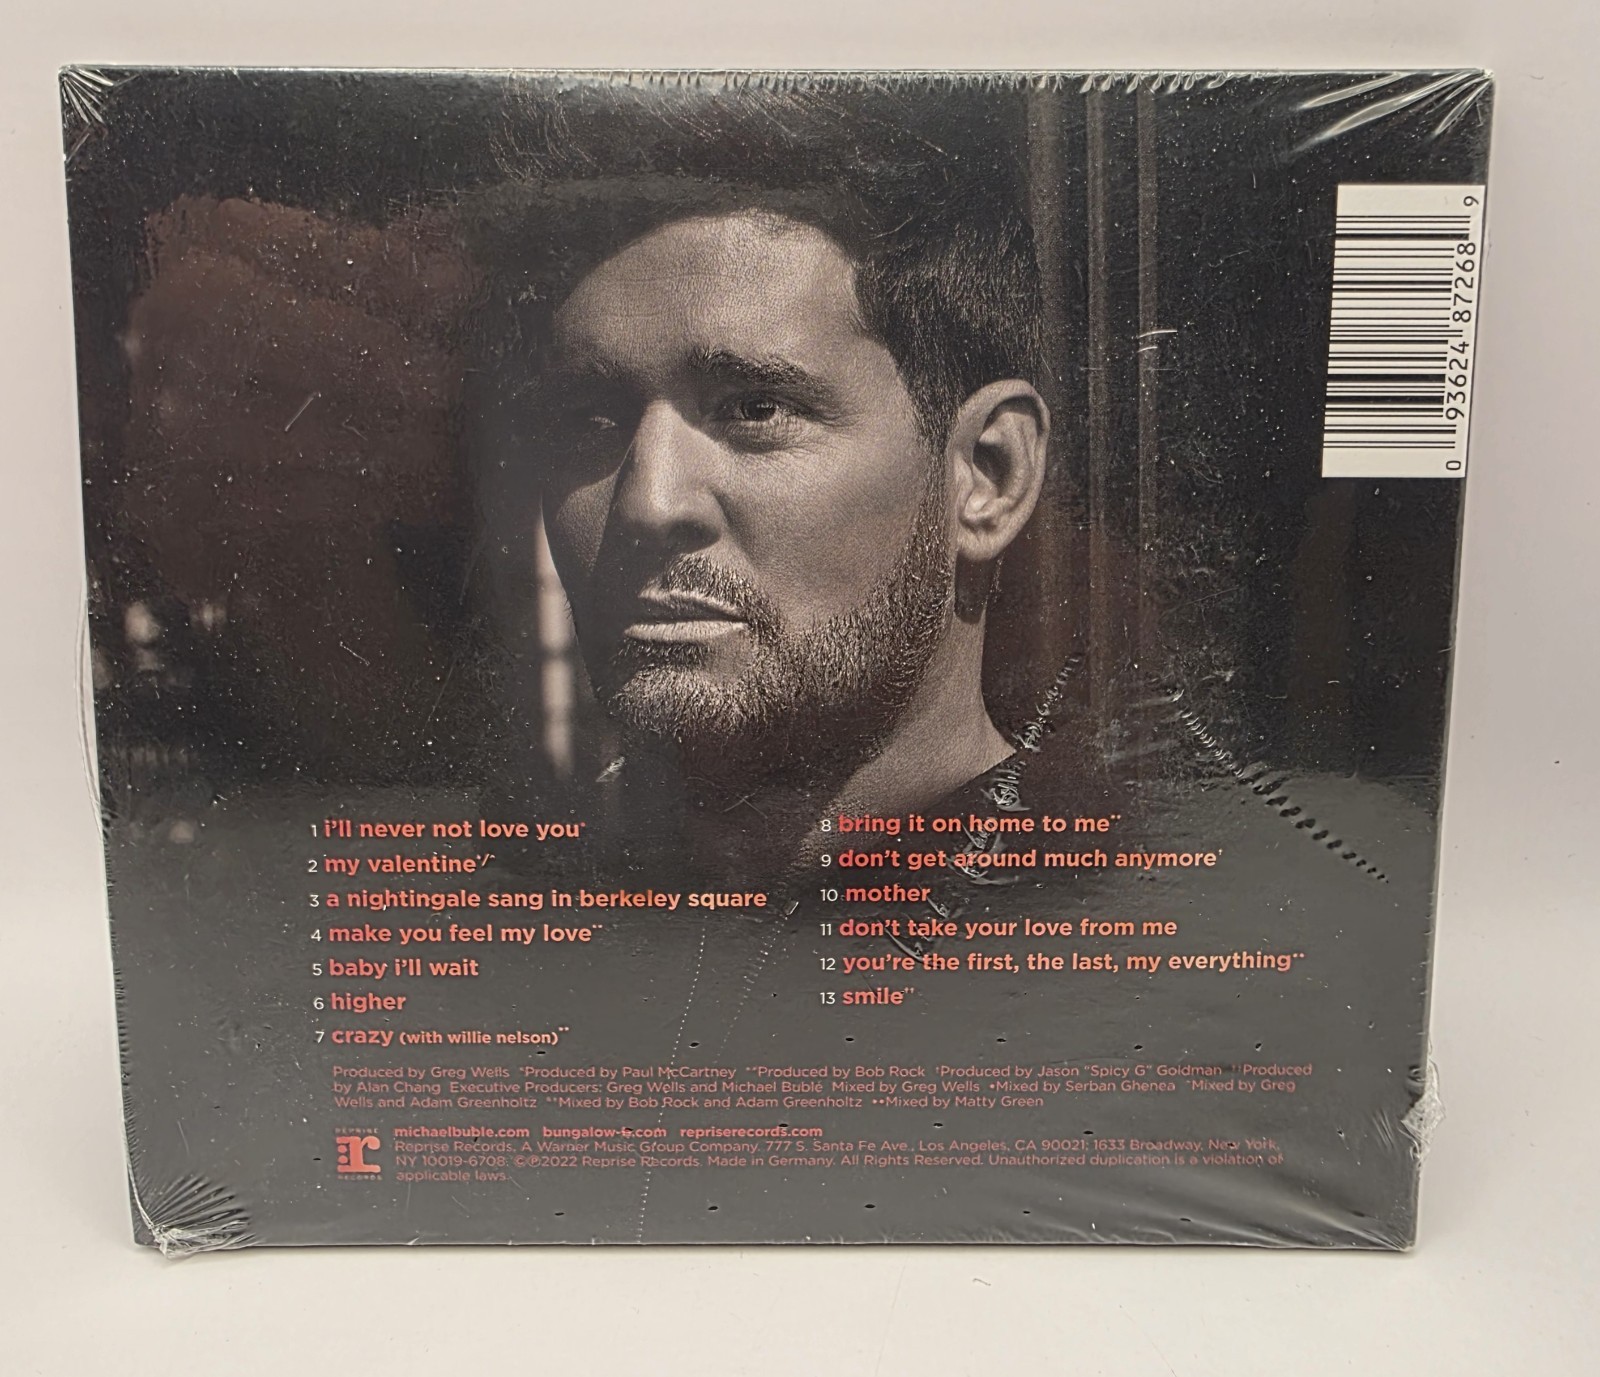 0 93624 87268 9
1 i'll never not love you*
2 my valentine*/^
3 a nightingale sang in berkeley square
4 make you feel my love**
5 baby i'll wait
6 higher
7 crazy (with willie nelson)**
8 bring it on home to me**
9 don't get around much anymore†
10 mother
11 don't take your love from me
12 you're the first, the last, my everything**
13 smile††
Produced by Greg Wells *Produced by Paul McCartney **Produced by Bob Rock †Produced by Jason "Spicy G" Goldman ††Produced
by Alan Chang Executive Producers: Greg Wells and Michael Bublé Mixed by Greg Wells •Mixed by Serban Ghenea ^Mixed by Greg
Wells and Adam Greenholtz ^^Mixed by Bob Rock and Adam Greenholtz ••Mixed by Matty Green
REPRISE
r
RECORDS
michaelbuble.com bungalow-b.com repriserecords.com
Reprise Records, A Warner Music Group Company. 777 S. Santa Fe Ave., Los Angeles, CA 90021; 1633 Broadway, New York,
NY 10019-6708. ©℗2022 Reprise Records. Made in Germany. All Rights Reserved. Unauthorized duplication is a violation of
applicable laws.